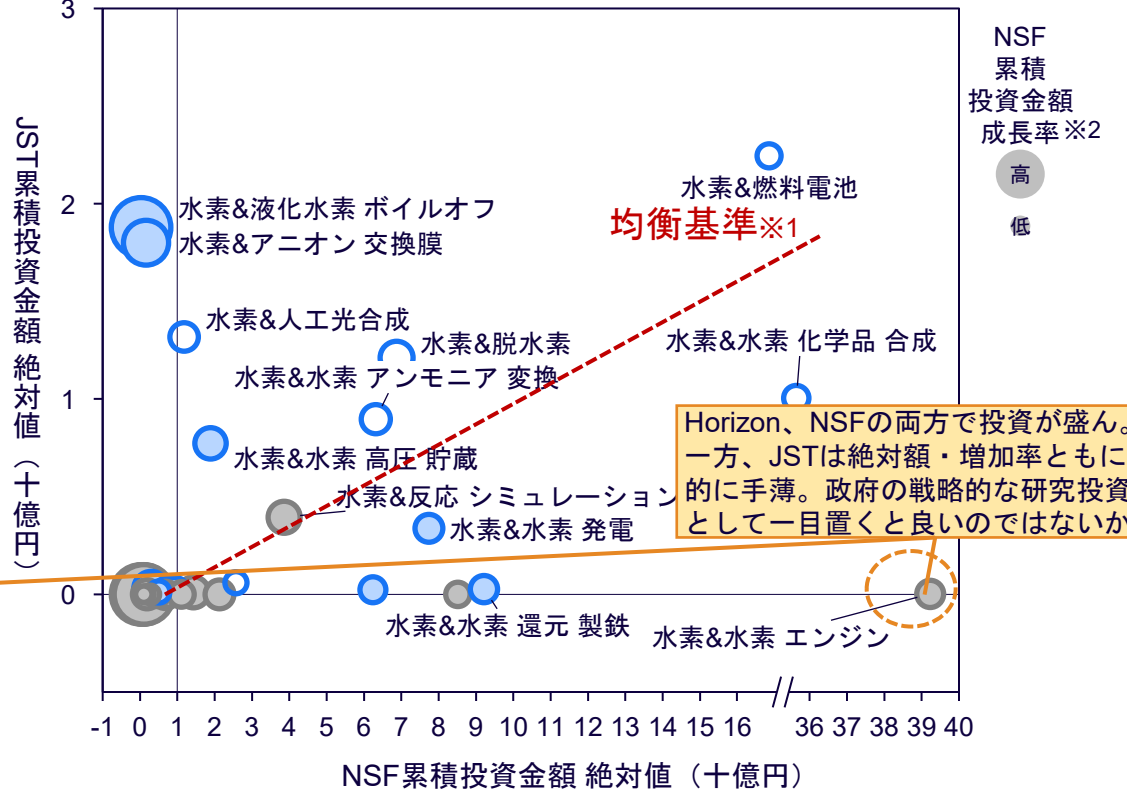 3
2
1
0
JST累積投資金額 絶対値（十億円）
NSF
累積
投資金額
成長率※2
高
低
水素&燃料電池
均衡基準※1
水素&液化水素 ボイルオフ
水素&アニオン 交換膜
水素&人工光合成
水素&脱水素
水素&水素 化学品 合成
水素&水素 アンモニア 変換
Horizon、NSFの両方で投資が盛ん。
一方、JSTは絶対額・増加率ともに
的に手薄。政府の戦略的な研究投資
として一目置くと良いのではないか
水素&水素 高圧 貯蔵
水素&反応 シミュレーション
水素&水素 発電
水素&水素 還元 製鉄
水素&水素 エンジン
-1 0 1 2 3 4 5 6 7 8 9 10 11 12 13 14 15 16 36 37 38 39 40
NSF累積投資金額 絶対値（十億円）